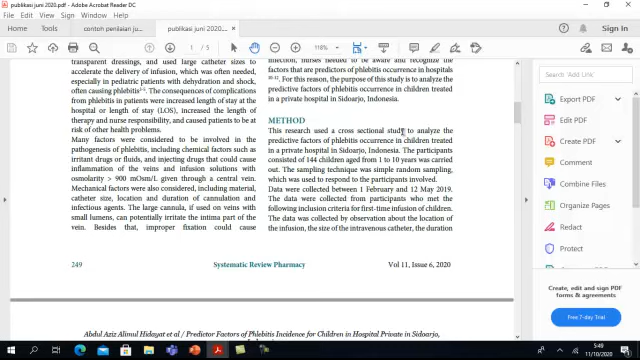 publikasi juni 2020.pdf - Adobe Acrobat Reader DC
File Edit View Sign Window Help
Home
Tools
contoh penilaian ju...
publikasi juni 2020.... ×
Sign In
1 / 5
118%
transparent dressings, and used large catheter sizes to
accelerate the delivery of infusion, which was often needed,
especially in pediatric patients with dehydration and shock,
often causing phlebitis
The consequences of complications
from phlebitis in patients were increased length of stay at the
hospital or length of stay (LOS), increased the length of
therapy and nurse responsibility, and caused patients to be at
risk of other health problems.
Many factors were considered to be involved in the
pathogenesis of phlebitis, including chemical factors such as
irritant drugs or fluids, and injecting drugs that could cause
inflammation of the veins and infusion solutions with
osmolarity > 900 mOsm/L given through a central vein.
Mechanical factors were also considered, including material,
catheter size, location and duration of cannulation and
infectious agents. The large cannula, if used on veins with
small lumens, can potentially irritate the intima part of the
vein. Besides that, improper fixation could cause
infection, nurses needed to be aware and recognize the
factors that are predictors of phlebitis occurrence in hospitals
10-12. For this reason, the purpose of this study is to analyze the
predictive factors of phlebitis occurrence in children treated
in a private hospital in Sidoarjo, Indonesia.
METHOD
This research used a cross sectional study to analyze the
predictive factors of phlebitis occurrence in children treated
in a private hospital in Sidoarjo, Indonesia. The participants
consisted of 144 children aged from 1 to 10 years was carried
out. The sampling technique was simple random sampling,
which was used to respond to the participants involved.
Data were collected between 1 February and 12 May 2019.
The data were collected from participants who met the
following inclusion criteria for first-time infusion of children.
The data was collected by observation about the location of
the infusion, the size of the intravenous catheter, the duration
249
Systematic Review Pharmacy
Vol 11, Issue 6, 2020
Abdul Aziz Alimul Hidayat et al / Predictor Factors of Phlebitis Incidence for Children in Hospital Private in Sidoarjo,
Search 'Add Link'
Export PDF
Edit PDF
Create PDF
Comment
Combine Files
Organize Pages
Redact
Protect
Create, edit and sign PDF
forms & agreements
Free 7-day Trial
5:49
11/10/2020